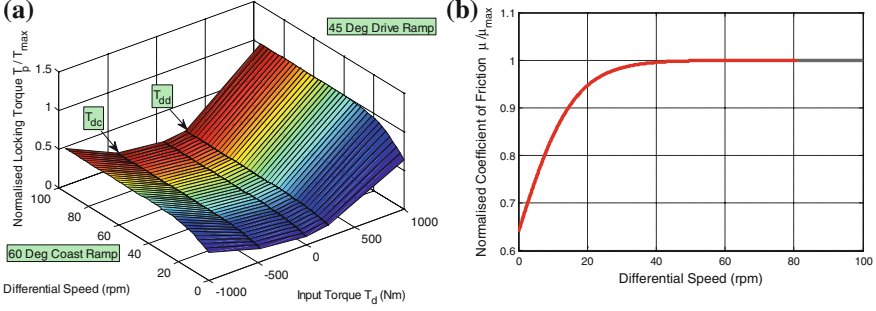 (a)
45 Deg Drive Ramp
Normalised Locking Torque T_p / T_max
1.5
1
0.5
0
T_dd
T_dc
100
80
60
40
20
0
60 Deg Coast Ramp
Differential Speed (rpm)
-1000
-500
0
500
1000
Input Torque T_d (Nm)
(b)
Normalised Coefficient of Friction μ /μ_max
1.1
1
0.9
0.8
0.7
0.6
0
20
40
60
80
100
Differential Speed (rpm)